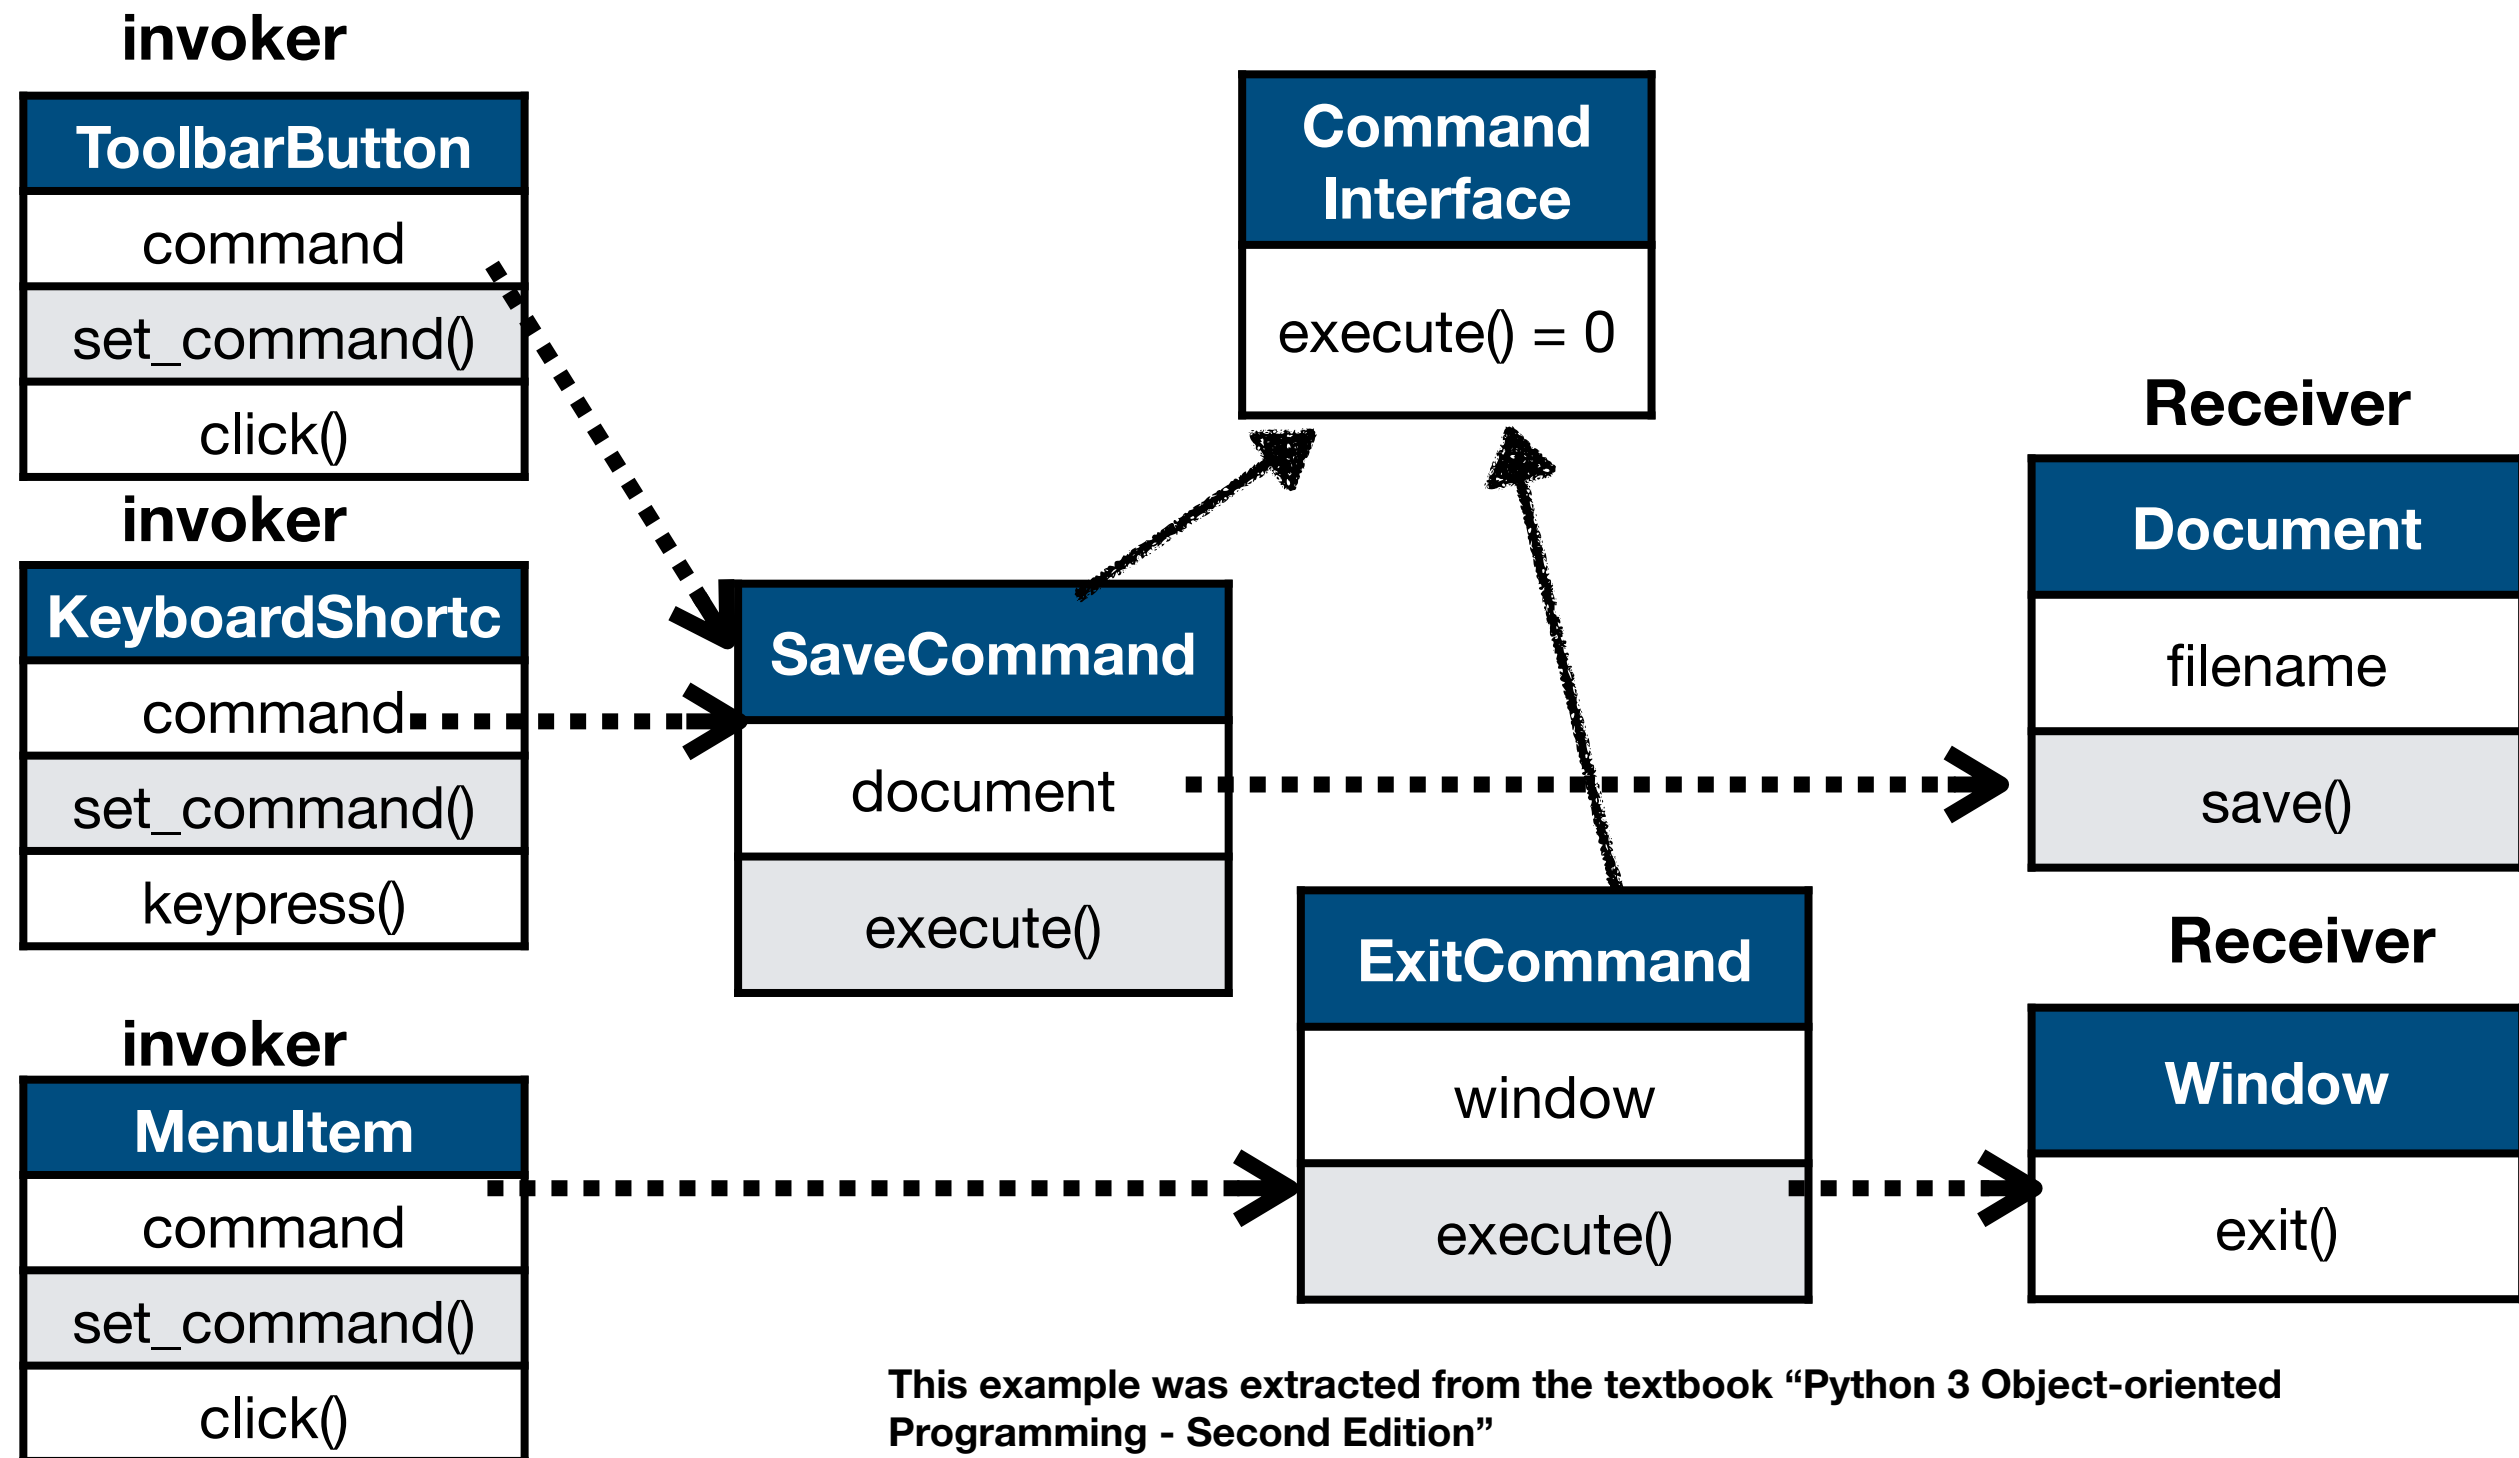 invoker
ToolbarButton
command
set_command()
click()
invoker
KeyboardShortc
command
set_command()
keypress()
invoker
MenuItem
command
set_command()
click()
Command
Interface
execute() = 0
SaveCommand
document
execute()
ExitCommand
window
execute()
Receiver
Document
filename
save()
Receiver
Window
exit()
This example was extracted from the textbook “Python 3 Object-oriented
Programming - Second Edition”